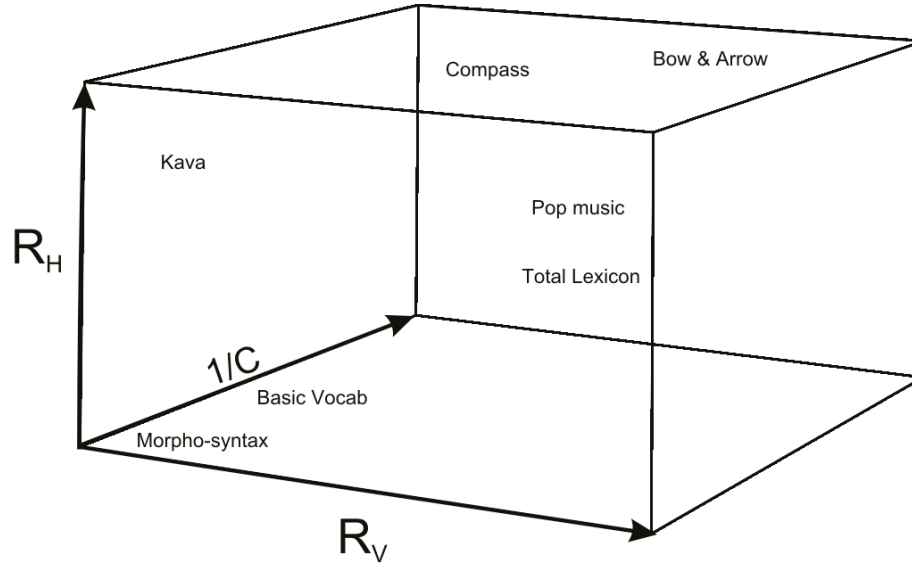 Bow & Arrow
Compass
Kava
Pop music
R_H
Total Lexicon
1/C
Basic Vocab
Morpho-syntax
R_V